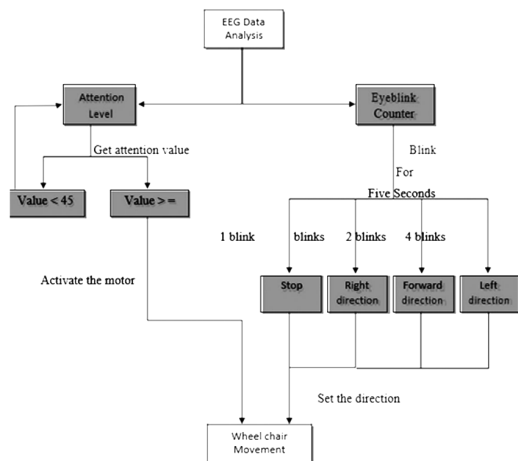 EEG Data
Analysis
Attention
Level
Eyeblink
Counter
Get attention value
Blink
For
Five Seconds
Value < 45
Value > =
1 blink
blinks
2 blinks
4 blinks
Activate the motor
Stop
Right
direction
Forward
direction
Left
direction
Set the direction
Wheel chair
Movement